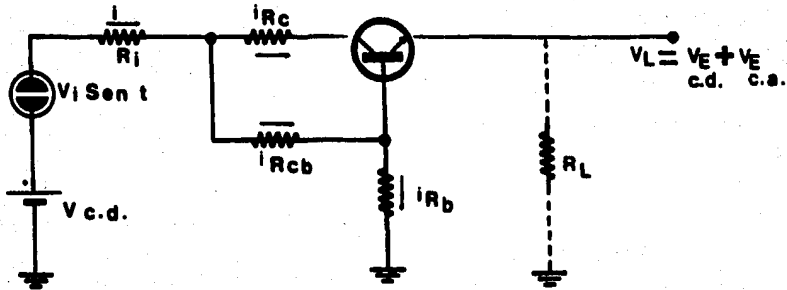 i
Ri
iRc
iRcb
iRb
Vi Sen t
V c.d.
RL
VL = VE + VE
c.d. c.a.